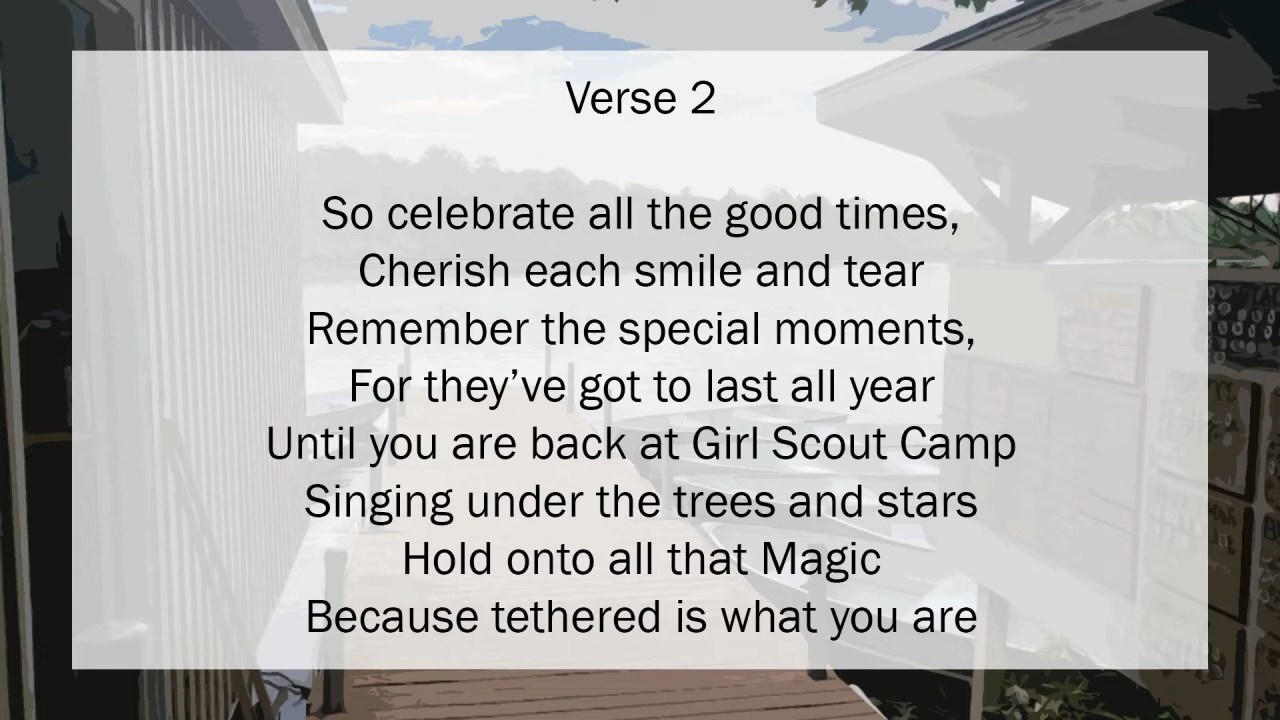 Verse 2
So celebrate all the good times,
Cherish each smile and tear
Remember the special moments,
For they’ve got to last all year
Until you are back at Girl Scout Camp
Singing under the trees and stars
Hold onto all that Magic
Because tethered is what you are